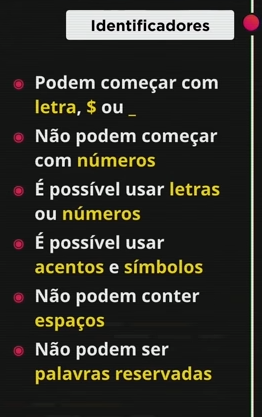 Identificadores
Podem começar com
letra, $ ou _
Não podem começar
com números
É possível usar letras
ou números
É possível usar
acentos e símbolos
Não podem conter
espaços
Não podem ser
palavras reservadas